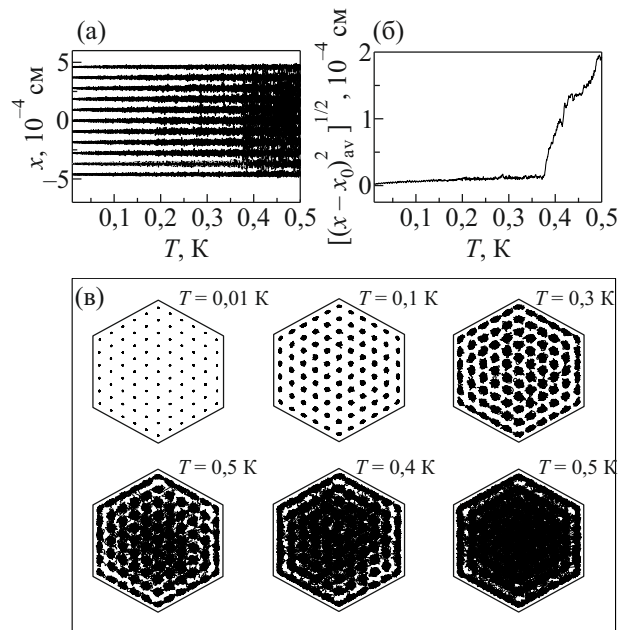 (а)
(б)
5
0
–5
x, 10⁻⁴ см
0,1 0,2 0,3 0,4 0,5
T, К
2
1
0
[(x – x₀)²av]^1/2, 10⁻⁴ см
0,1 0,2 0,3 0,4 0,5
T, К
(в)
T = 0,01 К
T = 0,1 К
T = 0,3 К
T = 0,5 К
T = 0,4 К
T = 0,5 К